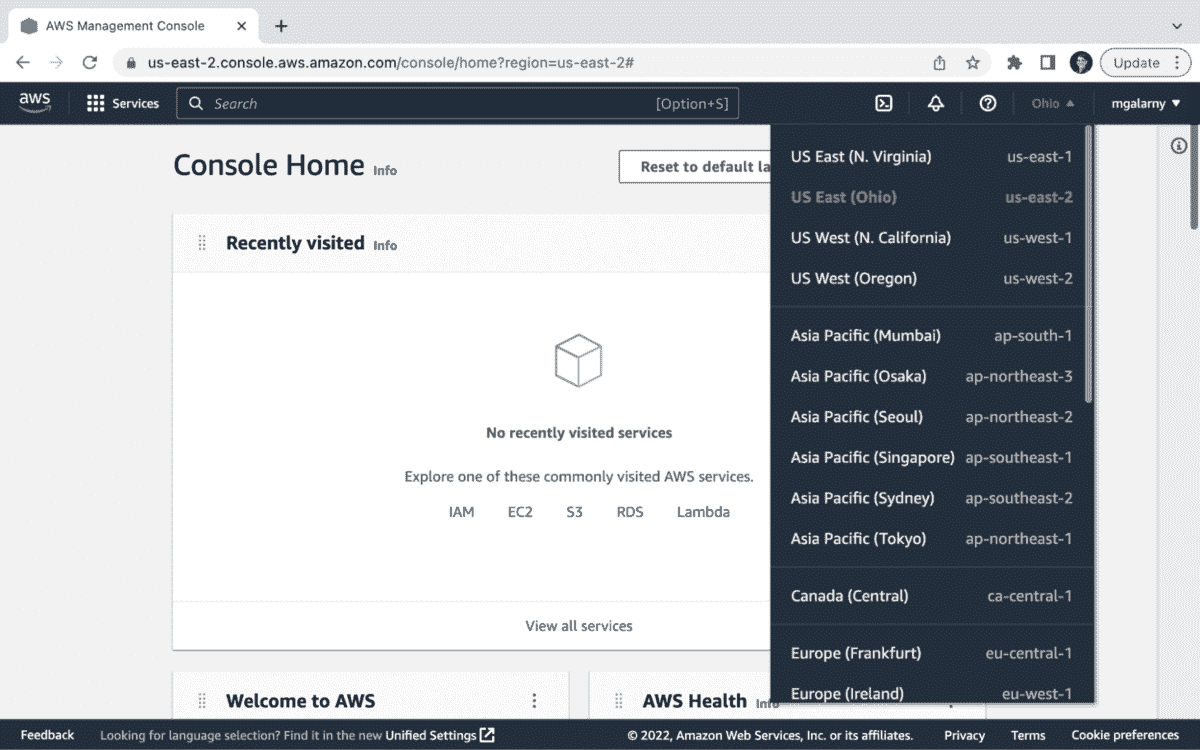 AWS Management Console
us-east-2.console.aws.amazon.com/console/home?region=us-east-2#
Update
aws
Services
Search
[Option+S]
Ohio
mgalarny
Console Home Info
Reset to default la
Recently visited Info
No recently visited services
Explore one of these commonly visited AWS services.
IAM EC2 S3 RDS Lambda
View all services
Welcome to AWS
AWS Health Info
US East (N. Virginia) us-east-1
US East (Ohio) us-east-2
US West (N. California) us-west-1
US West (Oregon) us-west-2
Asia Pacific (Mumbai) ap-south-1
Asia Pacific (Osaka) ap-northeast-3
Asia Pacific (Seoul) ap-northeast-2
Asia Pacific (Singapore) ap-southeast-1
Asia Pacific (Sydney) ap-southeast-2
Asia Pacific (Tokyo) ap-northeast-1
Canada (Central) ca-central-1
Europe (Frankfurt) eu-central-1
Europe (Ireland) eu-west-1
Feedback
Looking for language selection? Find it in the new Unified Settings
© 2022, Amazon Web Services, Inc. or its affiliates.
Privacy
Terms
Cookie preferences